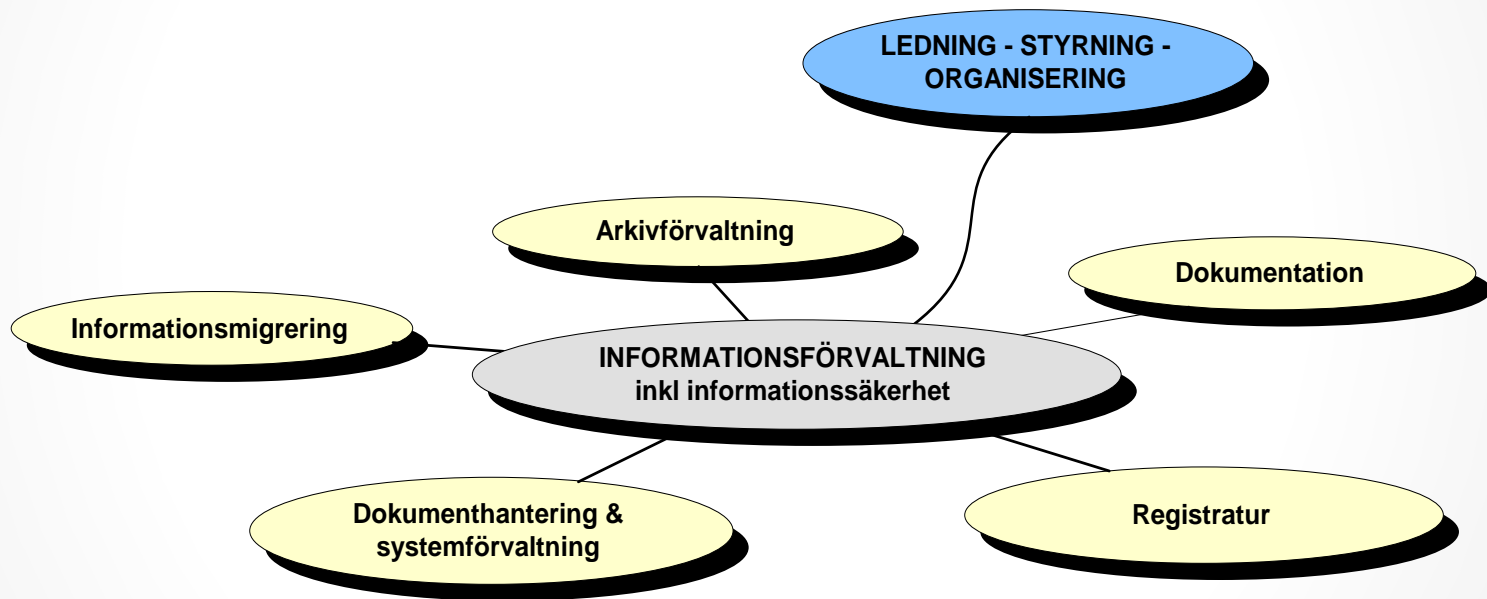 LEDNING - STYRNING -
ORGANISERING
Arkivförvaltning
Dokumentation
Informationsmigrering
INFORMATIONSFÖRVALTNING
inkl informationssäkerhet
Dokumenthantering &
systemförvaltning
Registratur